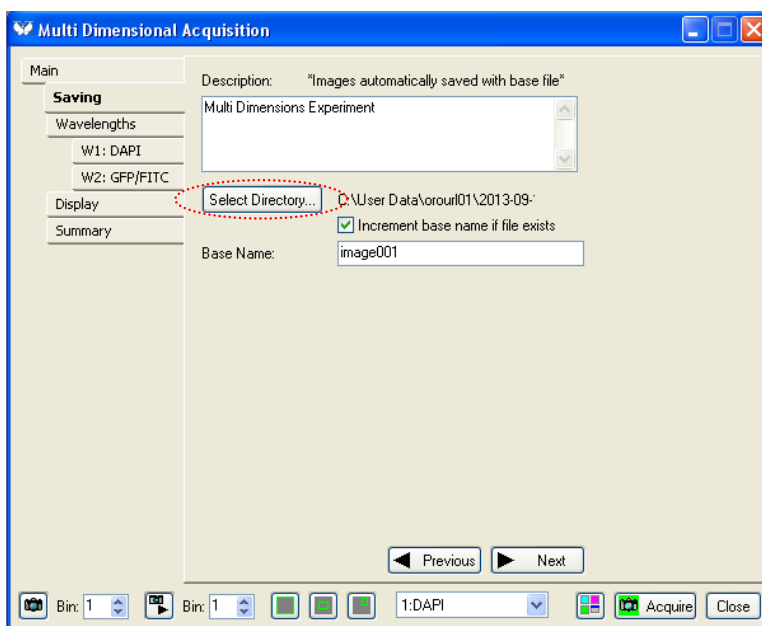 Multi Dimensional Acquisition
Main
Saving
Wavelengths
W1: DAPI
W2: GFP/FITC
Display
Summary
Description: *Images automatically saved with base file*
Multi Dimensions Experiment
Select Directory... C:\User Data\orourl01\2013-09-
Increment base name if file exists
Base Name: image001
Previous Next
Bin: 1 Bin: 1 1:DAPI Acquire Close